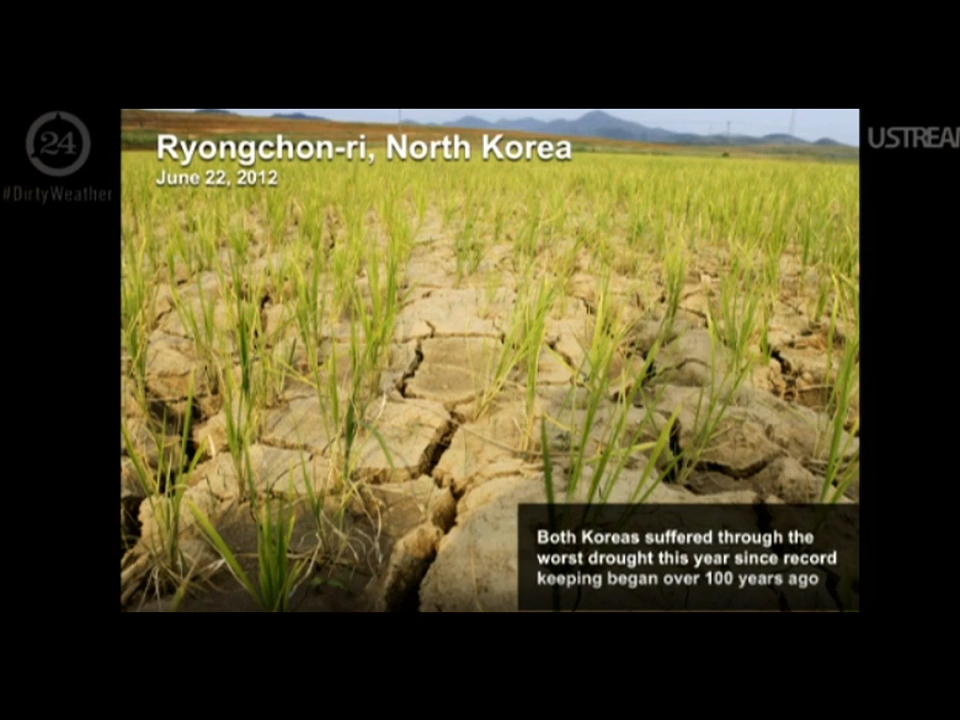 24
#DirtyWeather
USTREAM
Ryongchon-ri, North Korea
June 22, 2012
Both Koreas suffered through the
worst drought this year since record
keeping began over 100 years ago